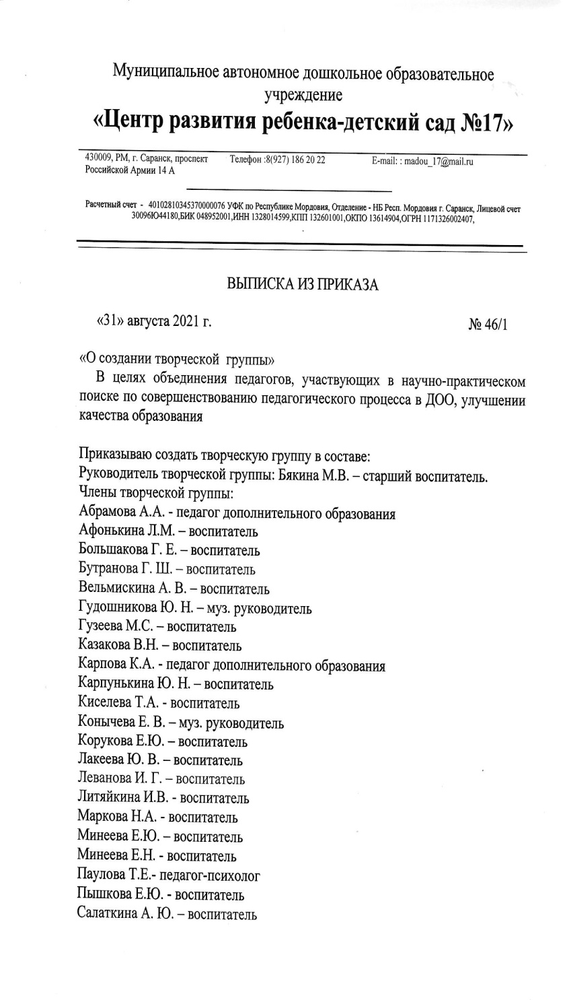 Муниципальное автономное дошкольное образовательное
учреждение
«Центр развития ребенка-детский сад №17»
430009, РМ, г. Саранск, проспект Телефон :8(927) 186 20 22 E-mail: : madou_17@mail.ru
Российской Армии 14 А
Расчетный счет - 40102810345370000076 УФК по Республике Мордовия, Отделение - НБ Респ. Мордовия г. Саранск, Лицевой счет
30096Ю44180,БИК 048952001,ИНН 1328014599,КПП 132601001,ОКПО 13614904,ОГРН 1171326002407,
ВЫПИСКА ИЗ ПРИКАЗА
«31» августа 2021 г. № 46/1
«О создании творческой группы»
В целях объединения педагогов, участвующих в научно-практическом
поиске по совершенствованию педагогического процесса в ДОО, улучшении
качества образования
Приказываю создать творческую группу в составе:
Руководитель творческой группы: Бякина М.В. – старший воспитатель.
Члены творческой группы:
Абрамова А.А. - педагог дополнительного образования
Афонькина Л.М. – воспитатель
Большакова Г. Е. – воспитатель
Бутранова Г. Ш. – воспитатель
Вельмискина А. В. – воспитатель
Гудошникова Ю. Н. – муз. руководитель
Гузеева М.С. – воспитатель
Казакова В.Н. – воспитатель
Карпова К.А. - педагог дополнительного образования
Карпунькина Ю. Н. – воспитатель
Киселева Т.А. - воспитатель
Конычева Е. В. – муз. руководитель
Корукова Е.Ю. – воспитатель
Лакеева Ю. В. – воспитатель
Леванова И. Г. – воспитатель
Литяйкина И.В. - воспитатель
Маркова Н.А. - воспитатель
Минеева Е.Ю. – воспитатель
Минеева Е.Н. - воспитатель
Паулова Т.Е.- педагог-психолог
Пышкова Е.Ю. - воспитатель
Салаткина А. Ю. – воспитатель